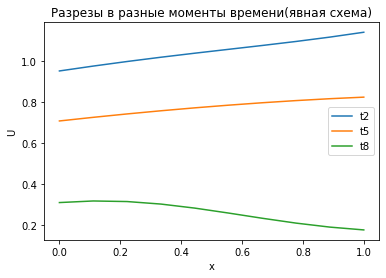 Разрезы в разные моменты времени(явная схема)
U
1.0
0.8
0.6
0.4
0.2
t2
t5
t8
0.0 0.2 0.4 0.6 0.8 1.0
x